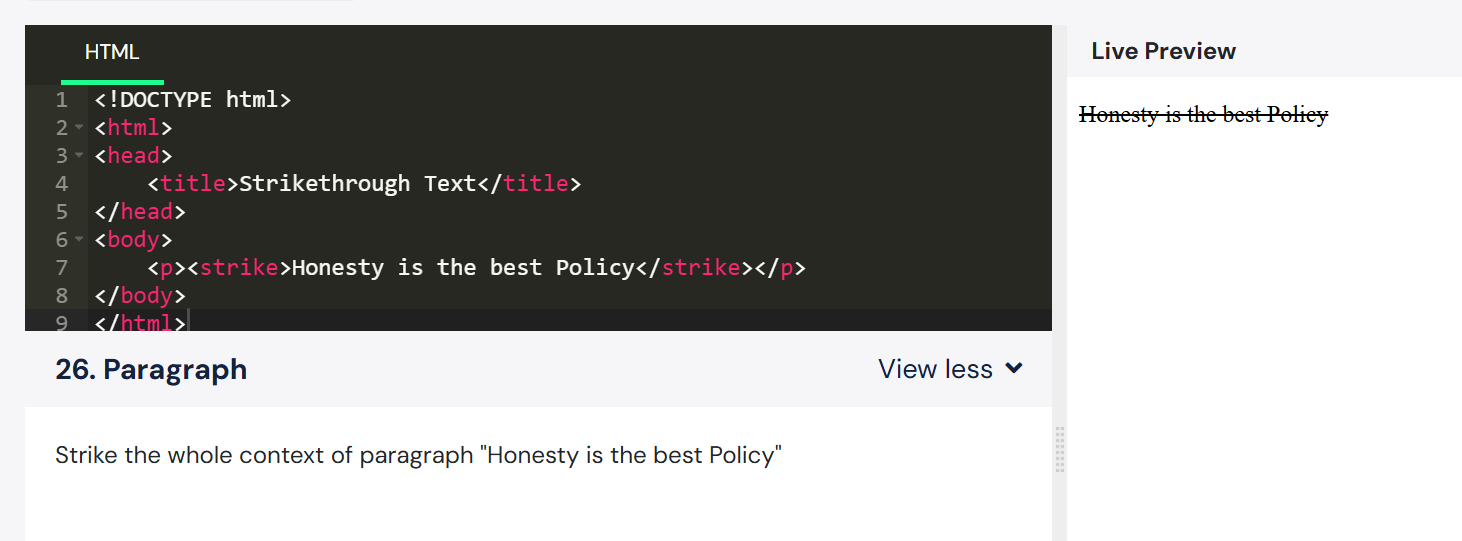 HTML
1 <!DOCTYPE html>
2 <html>
3 <head>
4     <title>Strikethrough Text</title>
5 </head>
6 <body>
7     <p><strike>Honesty is the best Policy</strike></p>
8 </body>
9 </html>
26. Paragraph
View less
Strike the whole context of paragraph "Honesty is the best Policy"
Live Preview
Honesty is the best Policy